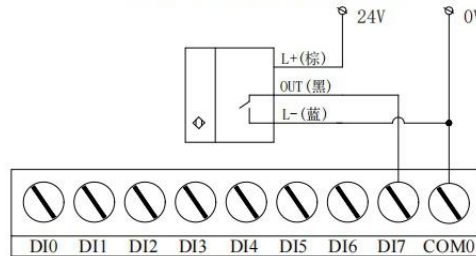 24V
0V
L+(棕)
OUT(黑)
L-(蓝)
DI0 DI1 DI2 DI3 DI4 DI5 DI6 DI7 COM0